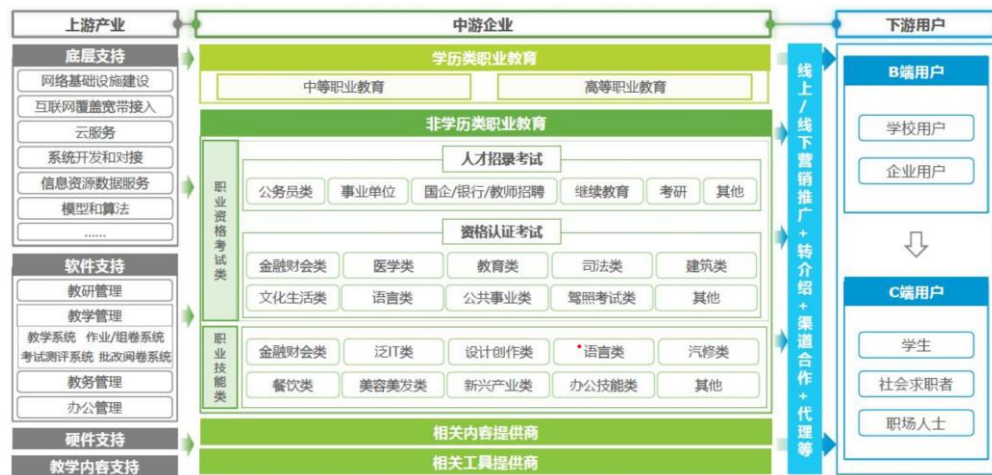 上游产业
中游企业
下游用户
底层支持
网络基础设施建设
互联网覆盖宽带接入
云服务
系统开发和对接
信息资源数据服务
模型和算法
……
软件支持
教研管理
教学管理
教学系统 作业/组卷系统
考试测评系统 批改阅卷系统
教务管理
办公管理
硬件支持
教学内容支持
学历类职业教育
中等职业教育
高等职业教育
非学历类职业教育
职业资格考试类
人才招录考试
公务员类
事业单位
国企/银行/教师招聘
继续教育
考研
其他
资格认证考试
金融财会类
医学类
教育类
司法类
建筑类
文化生活类
语言类
公共事业类
驾照考试类
其他
职业技能类
金融财会类
泛IT类
设计创作类
语言类
汽修类
餐饮类
美容美发类
新兴产业类
办公技能类
其他
相关内容提供商
相关工具提供商
线上/线下营销推广+转介绍+渠道合作+代理等
B端用户
学校用户
企业用户
C端用户
学生
社会求职者
职场人士